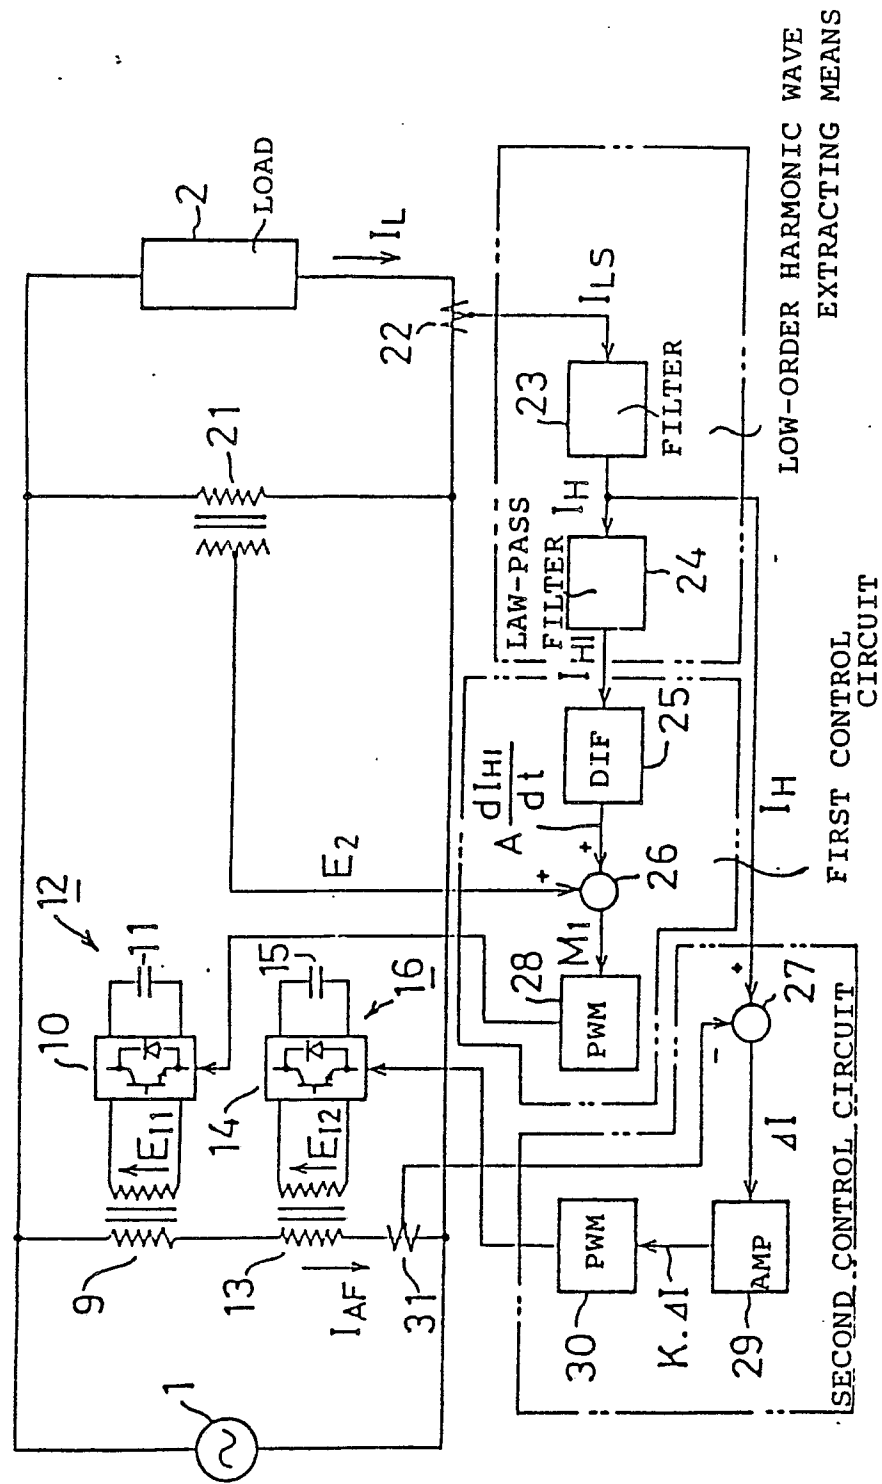 1
9
E11
10
11
12
13
E12
14
15
16
IAF
31
E2
21
2
LOAD
IL
22
ILS
23
FILTER
IH
LAW-PASS
FILTER
24
IHI
DIF
25
A dIHI
dt
+
+
26
M1
28
PWM
IH
+
-
27
ΔI
AMP
29
K.ΔI
PWM
30
LOW-ORDER HARMONIC WAVE
EXTRACTING MEANS
FIRST CONTROL
CIRCUIT
SECOND CONTROL CIRCUIT